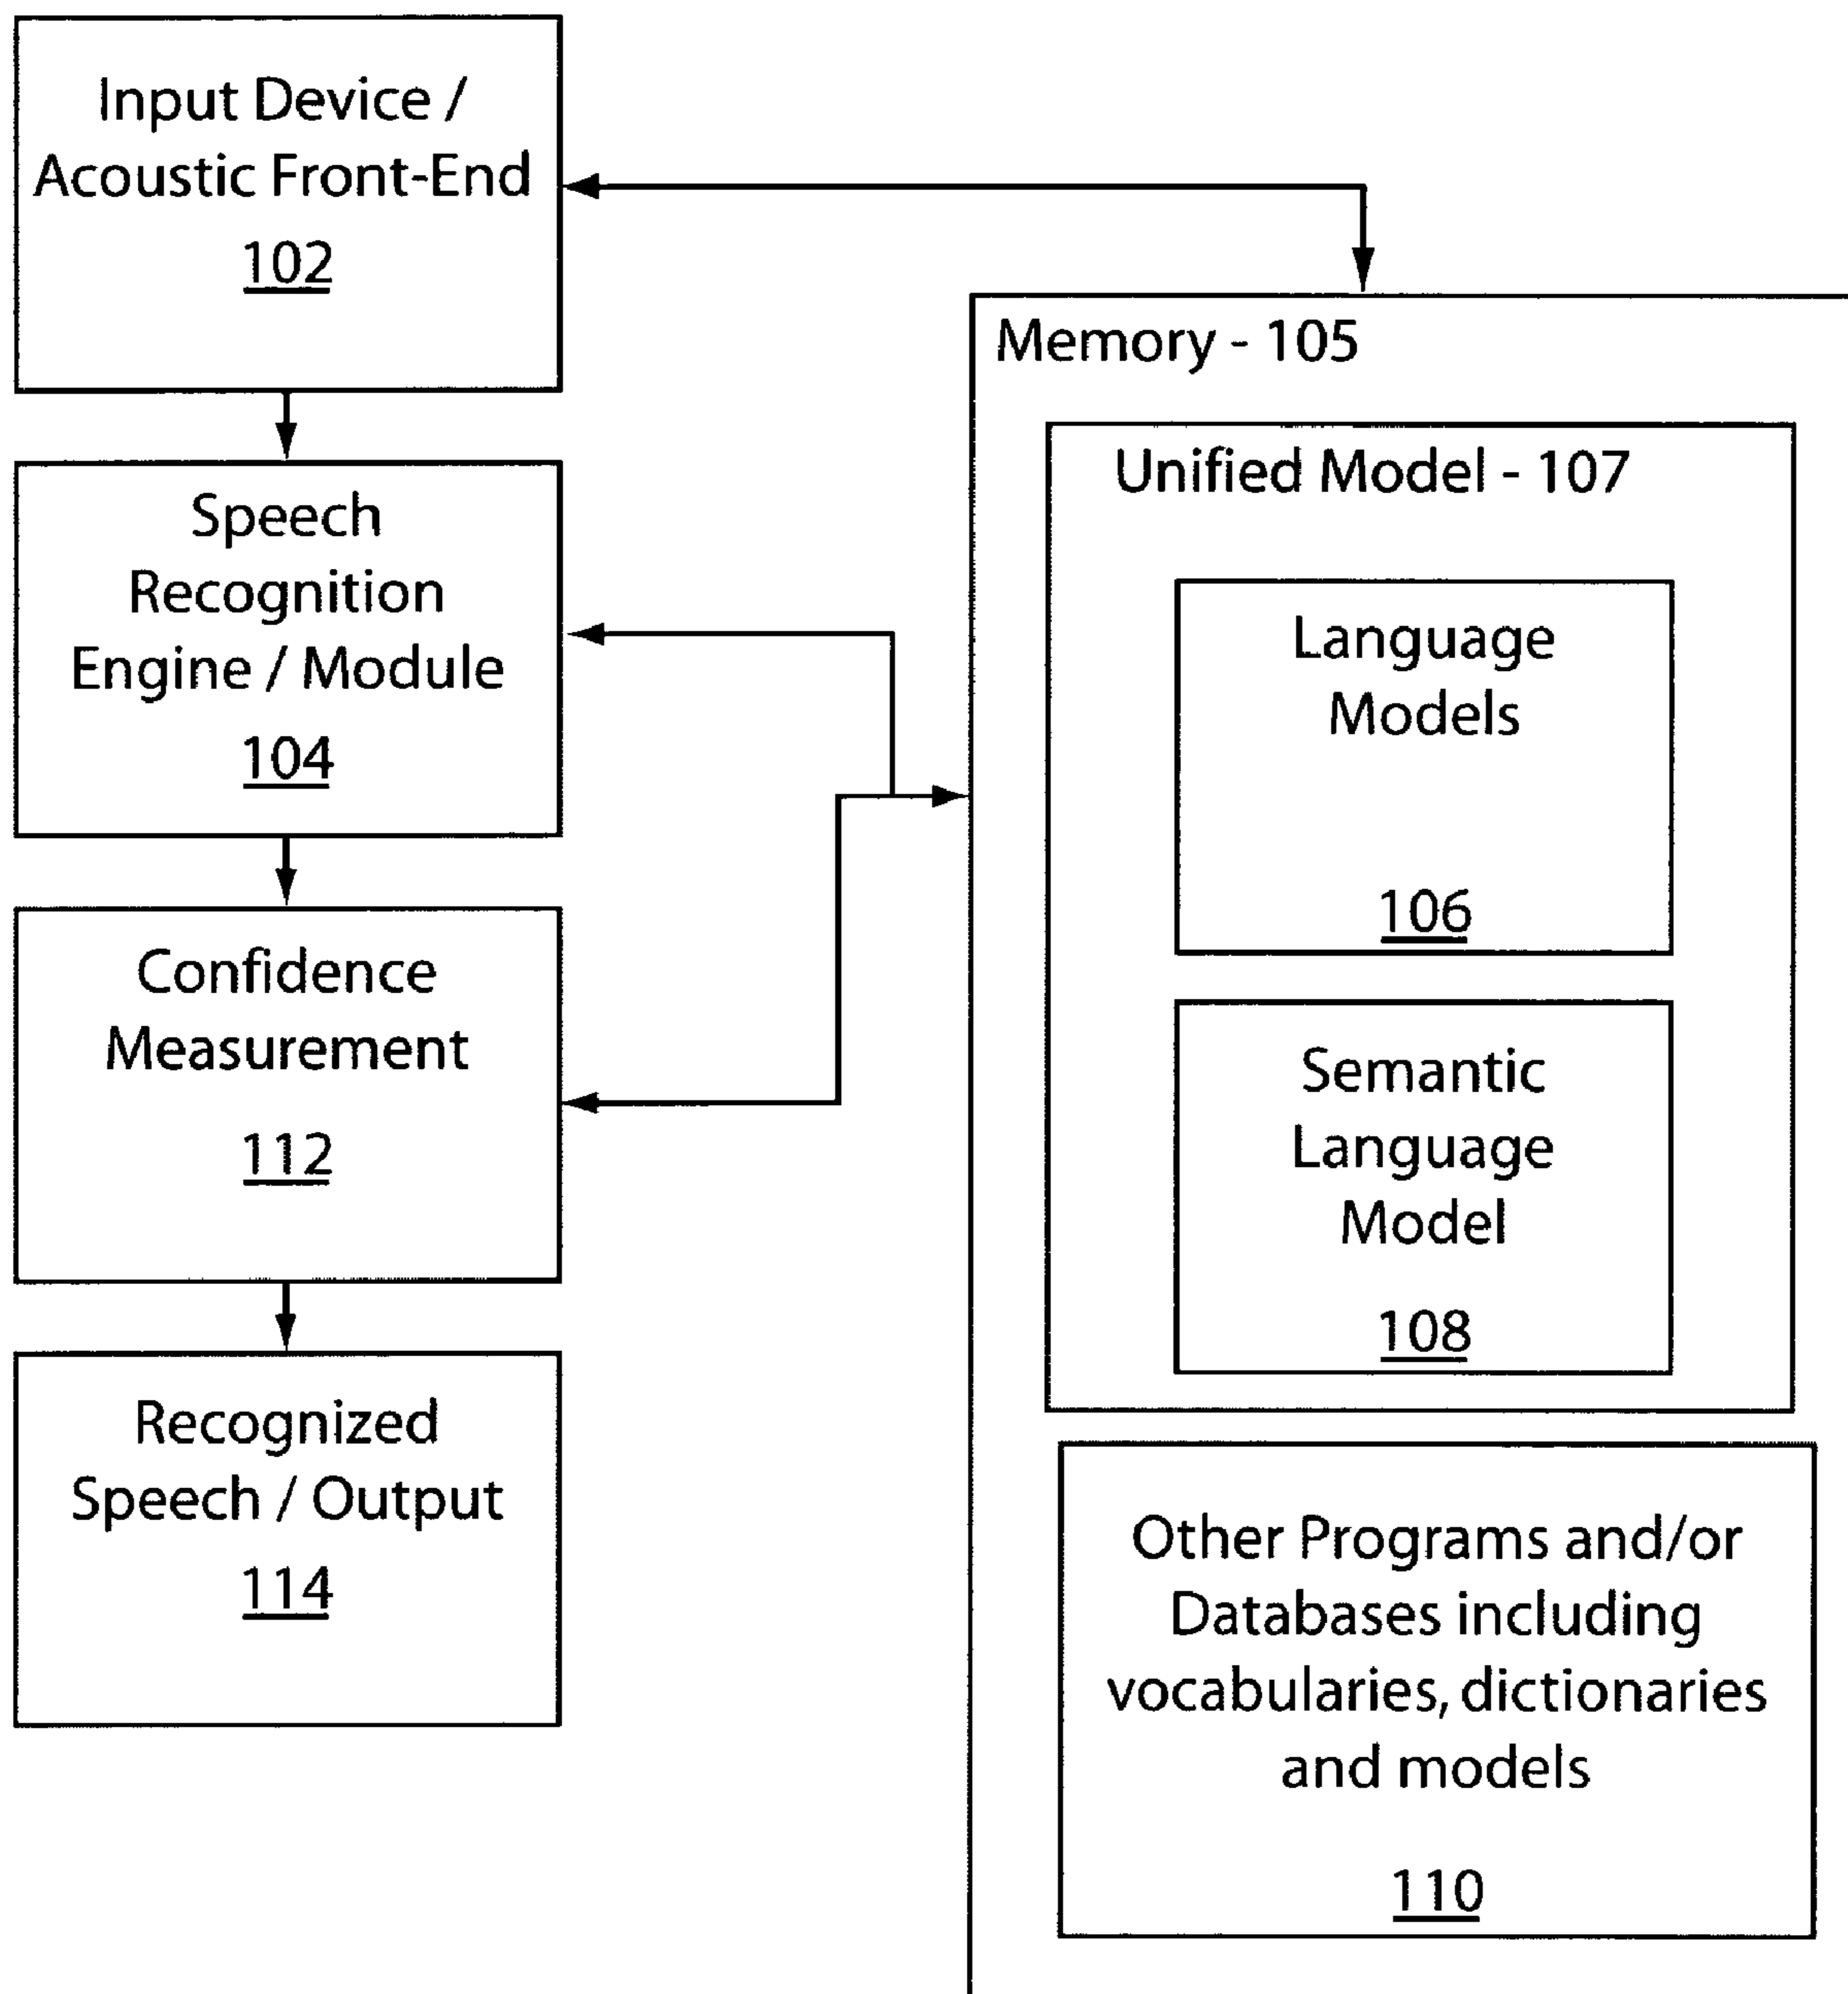 Input Device /
Acoustic Front-End
102
Speech
Recognition
Engine / Module
104
Confidence
Measurement
112
Recognized
Speech / Output
114
Memory - 105
Unified Model - 107
Language
Models
106
Semantic
Language
Model
108
Other Programs and/or
Databases including
vocabularies, dictionaries
and models
110